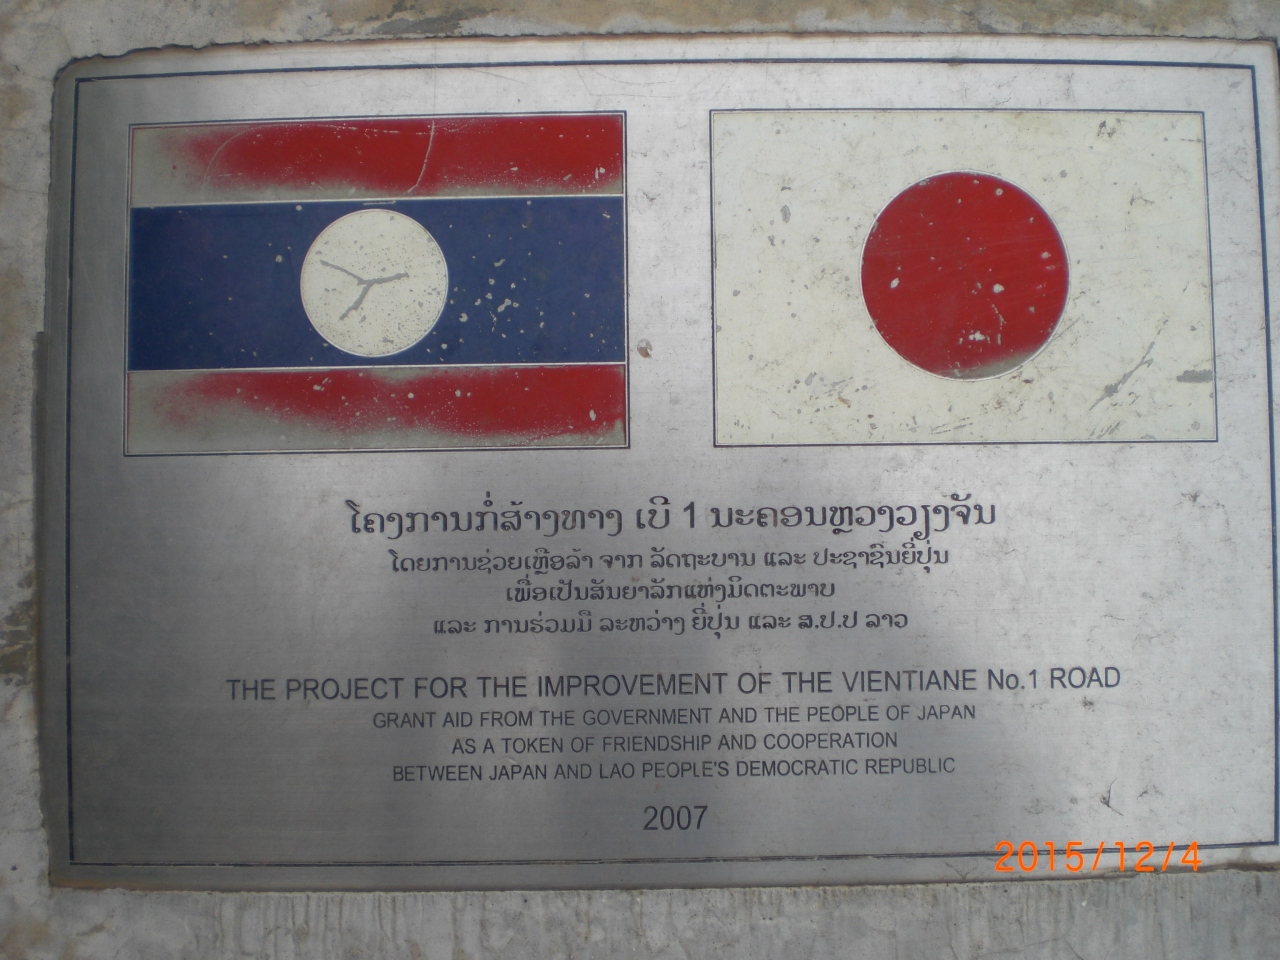 ໂຄງການກໍ່ສ້າງທາງ ເບີ 1 ນະຄອນຫຼວງວຽງຈັນ
ໂດຍການຊ່ວຍເຫຼືອລ້າ ຈາກ ລັດຖະບານ ແລະ ປະຊາຊົນຍີ່ປຸ່ນ
ເພື່ອເປັນສັນຍາລັກແຫ່ງມິດຕະພາບ
ແລະ ການຮ່ວມມື ລະຫວ່າງ ຍີ່ປຸ່ນ ແລະ ສ.ປ.ປ ລາວ
THE PROJECT FOR THE IMPROVEMENT OF THE VIENTIANE No.1 ROAD
GRANT AID FROM THE GOVERNMENT AND THE PEOPLE OF JAPAN
AS A TOKEN OF FRIENDSHIP AND COOPERATION
BETWEEN JAPAN AND LAO PEOPLE'S DEMOCRATIC REPUBLIC
2007
2015/12/4